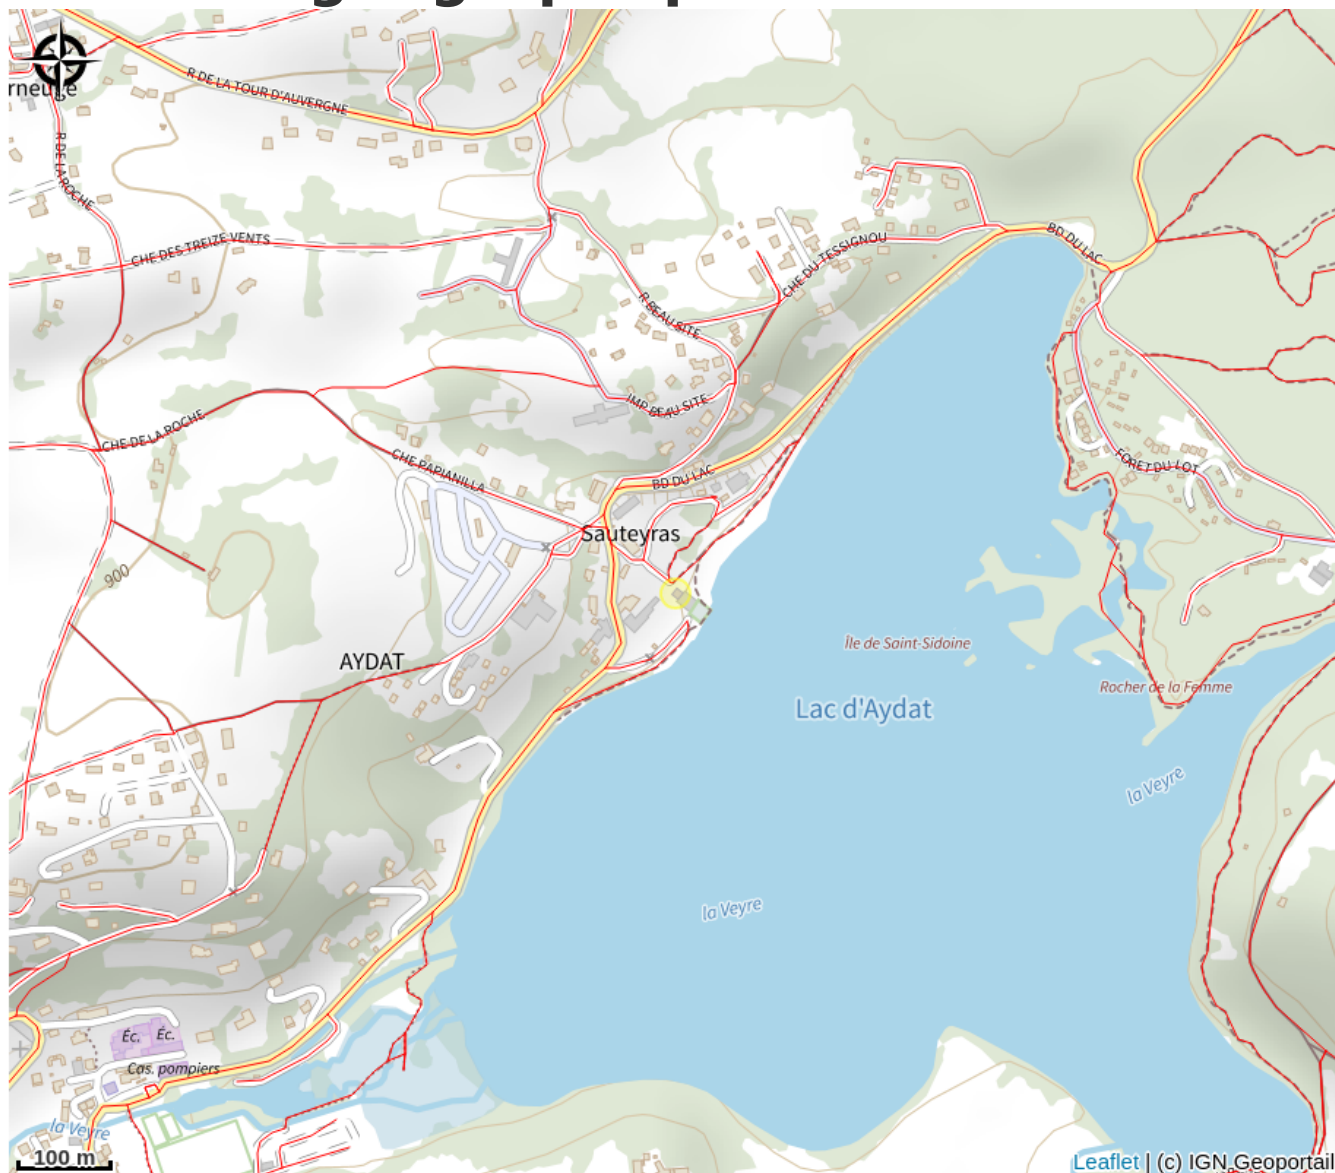 rneuge
R DE LA TOUR D'AUVERGNE
R DE LA ROCHE
CHE DES TREIZE VENTS
BD DU LAC
CHE DU TESSIGNOU
R BEAU SITE
IMP BEAU SITE
CHE DE LA ROCHE
CHE PAPIANILLA
BD DU LAC
FORET DU LOT
Sauteyras
900
AYDAT
Île de Saint-Sidoine
Rocher de la Femme
Lac d'Aydat
la Veyre
la Veyre
Éc.
Éc.
Cas. pompiers
la Veyre
100 m
Leaflet | (c) IGN Geoportail